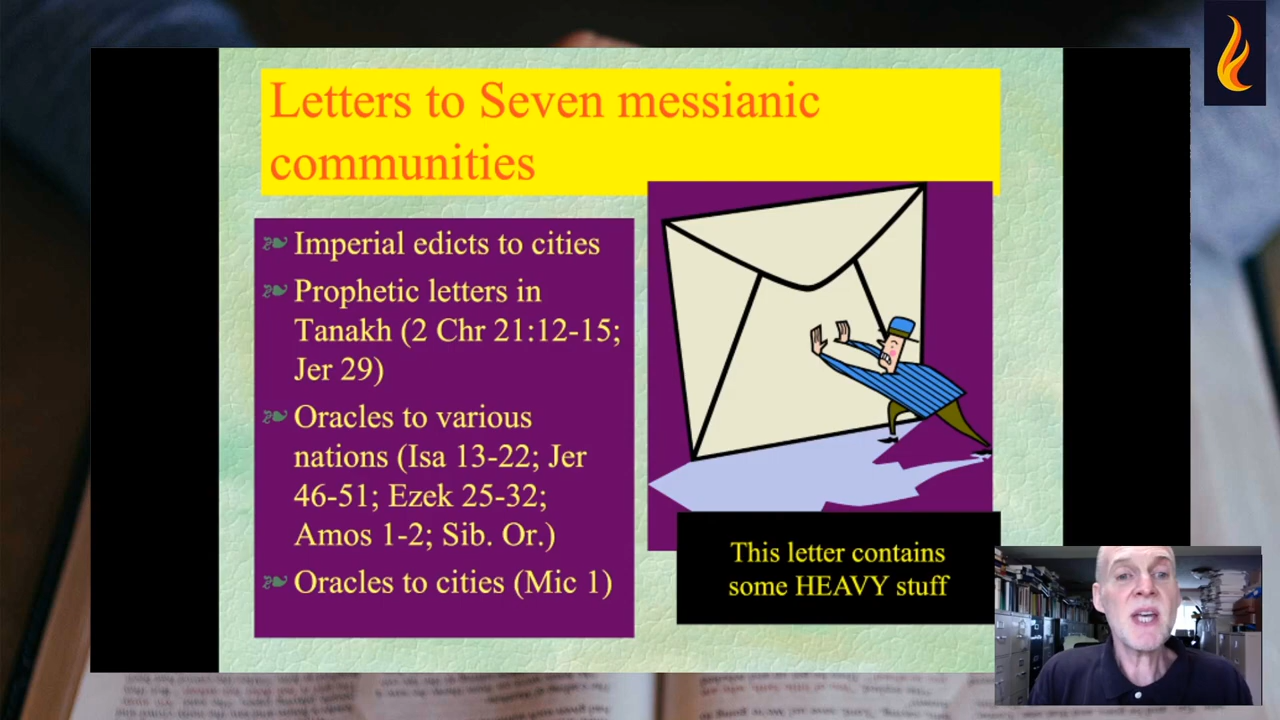 Letters to Seven messianic
communities
Imperial edicts to cities
Prophetic letters in
Tanakh (2 Chr 21:12-15;
Jer 29)
Oracles to various
nations (Isa 13-22; Jer
46-51; Ezek 25-32;
Amos 1-2; Sib. Or.)
Oracles to cities (Mic 1)
This letter contains
some HEAVY stuff